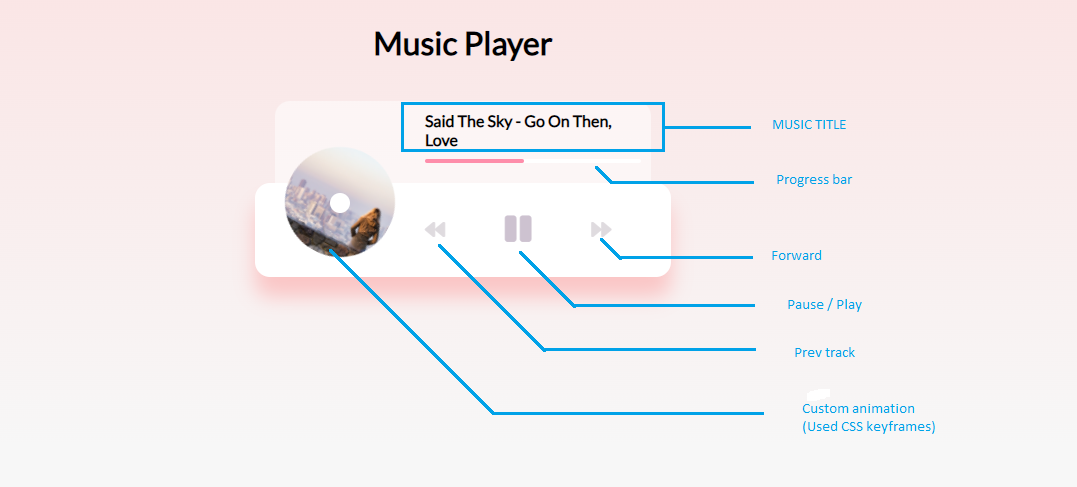 Music Player
Said The Sky - Go On Then,
Love
MUSIC TITLE
Progress bar
Forward
Pause / Play
Prev track
Custom animation
(Used CSS keyframes)